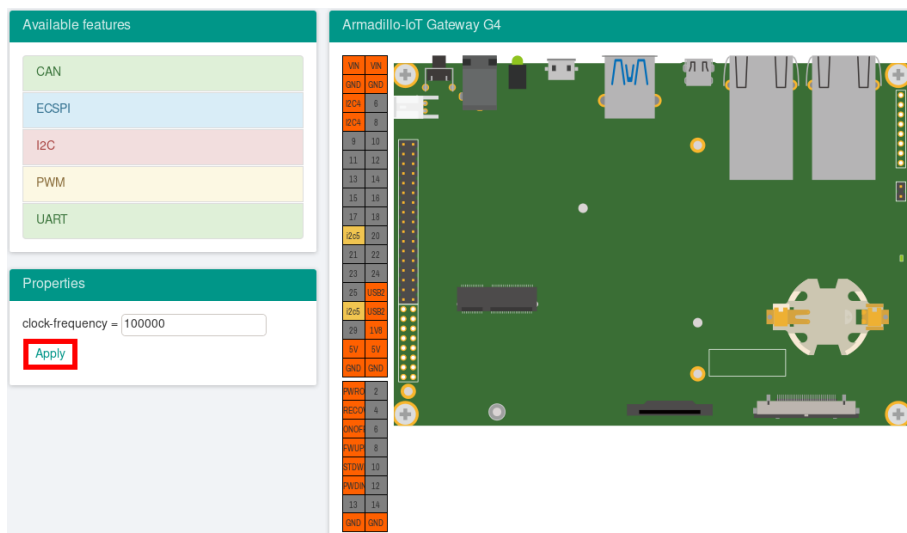 Available features
CAN
ECSPI
I2C
PWM
UART
Properties
clock-frequency = 100000
Apply
Armadillo-IoT Gateway G4
VIN VIN
GND GND
I2C4 6
I2C4 8
9 10
11 12
13 14
15 16
17 18
i2c5 20
21 22
23 24
25 USB2
i2c5 USB2
29 1V8
5V 5V
GND GND
PWRO 2
RECO 4
ONOF 6
FWUP 8
STDW 10
PWDIN 12
13 14
GND GND